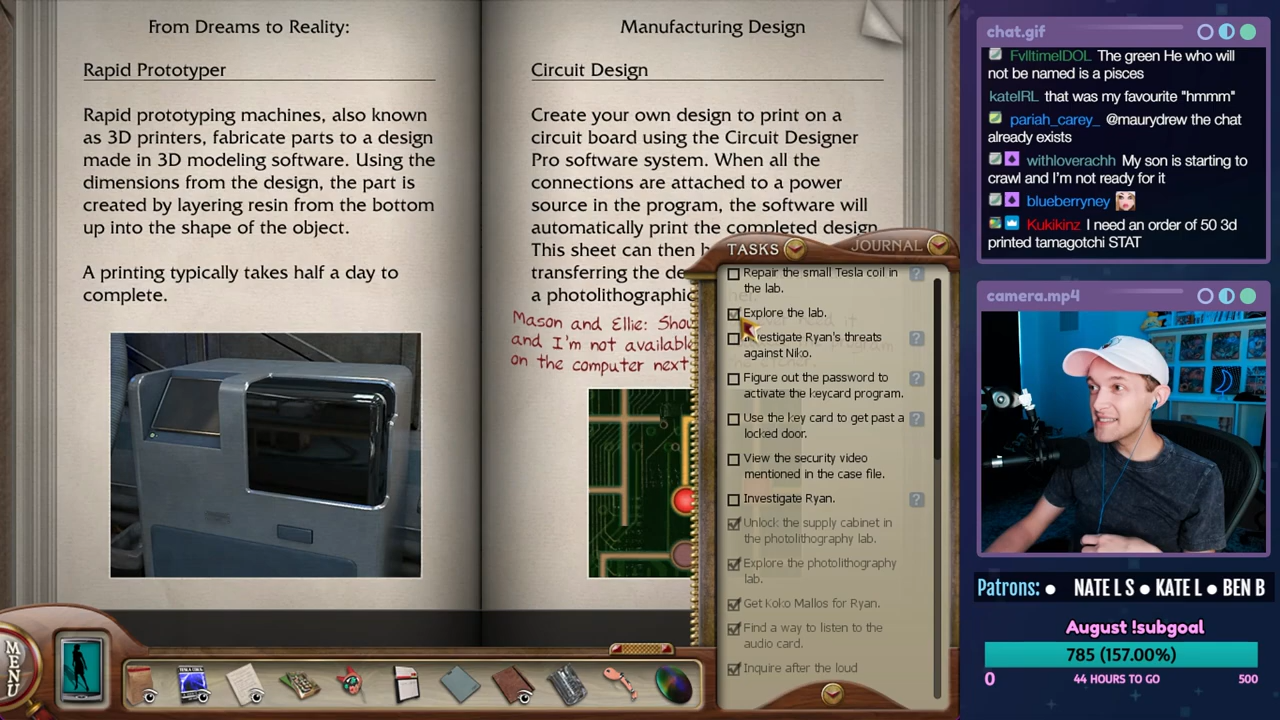 From Dreams to Reality:
Rapid Prototyper
Rapid prototyping machines, also known
as 3D printers, fabricate parts to a design
made in 3D modeling software. Using the
dimensions from the design, the part is
created by layering resin from the bottom
up into the shape of the object.
A printing typically takes half a day to
complete.
Manufacturing Design
Circuit Design
Create your own design to print on a
circuit board using the Circuit Designer
Pro software system. When all the
connections are attached to a power
source in the program, the software will
automatically print the completed design.
This sheet can then
transferring the
a photolithographic
Mason and Ellie:
and I'm not available
on the computer next
TASKS
JOURNAL
Repair the small Tesla coil in
the lab.
Explore the lab.
Investigate Ryan's threats
against Niko.
Figure out the password to
activate the keycard program.
Use the key card to get past a
locked door.
View the security video
mentioned in the case file.
Investigate Ryan.
Unlock the supply cabinet in
the photolithography lab.
Explore the photolithography
lab.
Get Koko Mallos for Ryan.
Find a way to listen to the
audio card.
Inquire after the loud
MENU
chat.gif
FvlltimeIDOL The green He who will
not be named is a pisces
kateIRL that was my favourite "hmmm"
pariah_carey_ @maurydrew the chat
already exists
withloverachh My son is starting to
crawl and I'm not ready for it
blueberryney
Kukikinz I need an order of 50 3d
printed tamagotchi STAT
camera.mp4
Patrons: ● NATE L S ● KATE L ● BEN B
August !subgoal
785 (157.00%)
0 44 HOURS TO GO 500